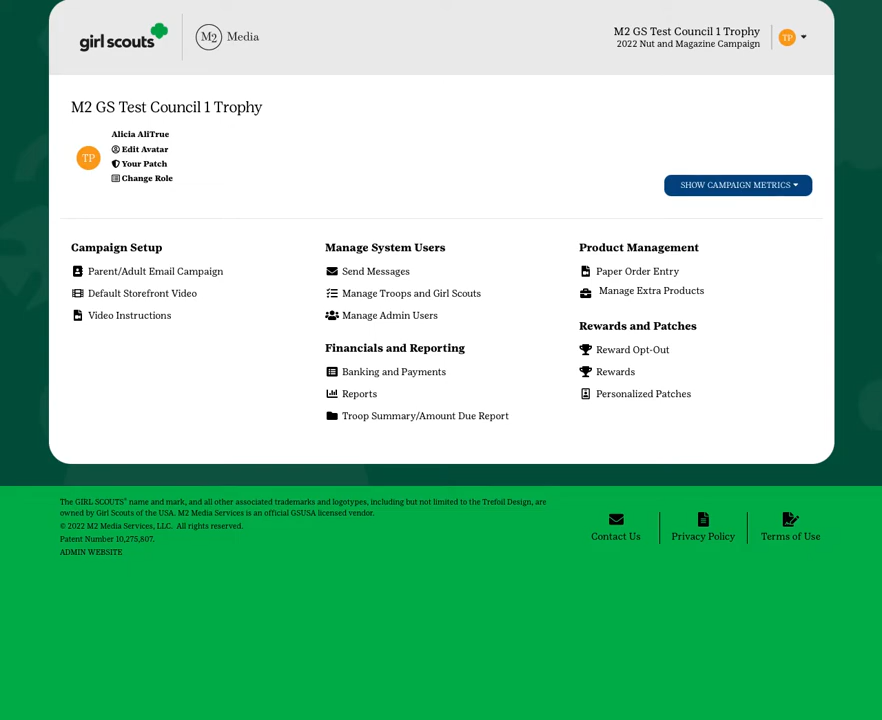 girl scouts
M2 Media
M2 GS Test Council 1 Trophy
2022 Nut and Magazine Campaign
TP
M2 GS Test Council 1 Trophy
TP
Alicia AliTrue
Edit Avatar
Your Patch
Change Role
SHOW CAMPAIGN METRICS
Campaign Setup
Parent/Adult Email Campaign
Default Storefront Video
Video Instructions
Manage System Users
Send Messages
Manage Troops and Girl Scouts
Manage Admin Users
Financials and Reporting
Banking and Payments
Reports
Troop Summary/Amount Due Report
Product Management
Paper Order Entry
Manage Extra Products
Rewards and Patches
Reward Opt-Out
Rewards
Personalized Patches
The GIRL SCOUTS® name and mark, and all other associated trademarks and logotypes, including but not limited to the Trefoil Design, are
owned by Girl Scouts of the USA. M2 Media Services is an official GSUSA licensed vendor.
© 2022 M2 Media Services, LLC. All rights reserved.
Patent Number 10,275,807.
ADMIN WEBSITE
Contact Us
Privacy Policy
Terms of Use